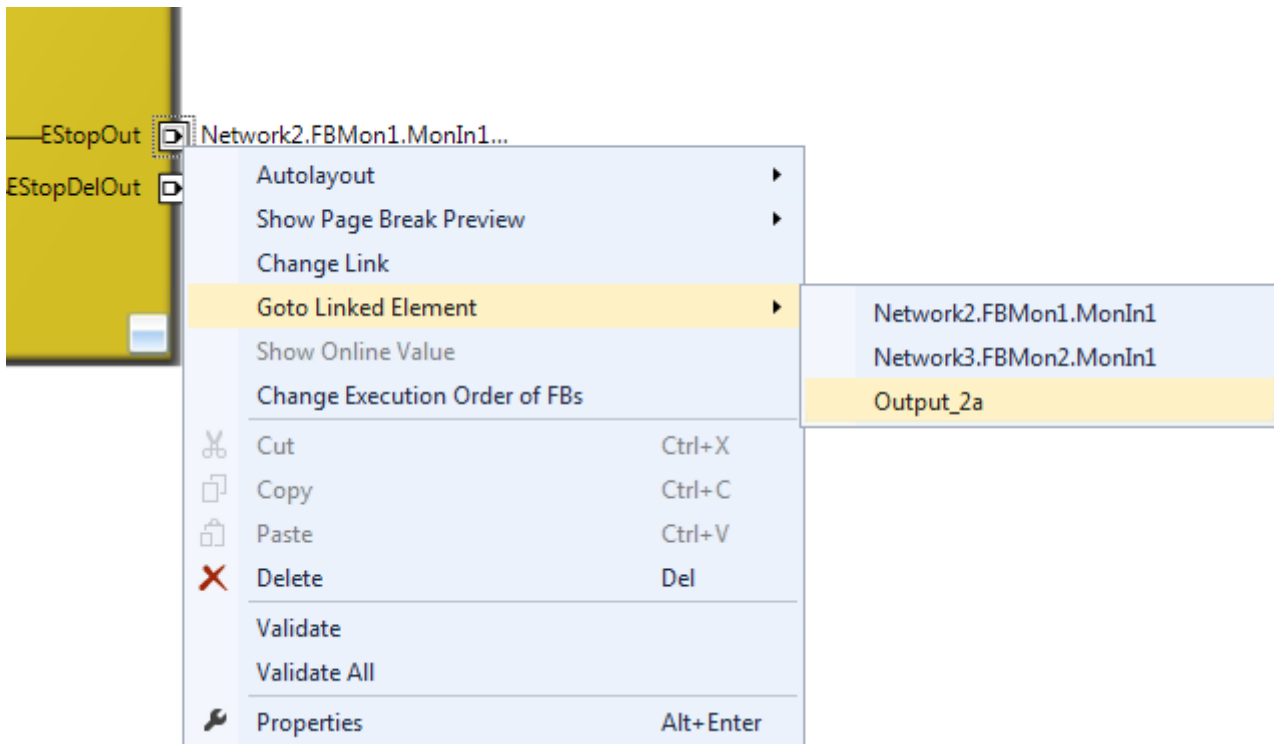 EStopOut Network2.FBMon1.MonIn1...
EStopDelOut
Autolayout
Show Page Break Preview
Change Link
Goto Linked Element
Network2.FBMon1.MonIn1
Show Online Value
Network3.FBMon2.MonIn1
Change Execution Order of FBs
Output_2a
Cut Ctrl+X
Copy Ctrl+C
Paste Ctrl+V
Delete Del
Validate
Validate All
Properties Alt+Enter